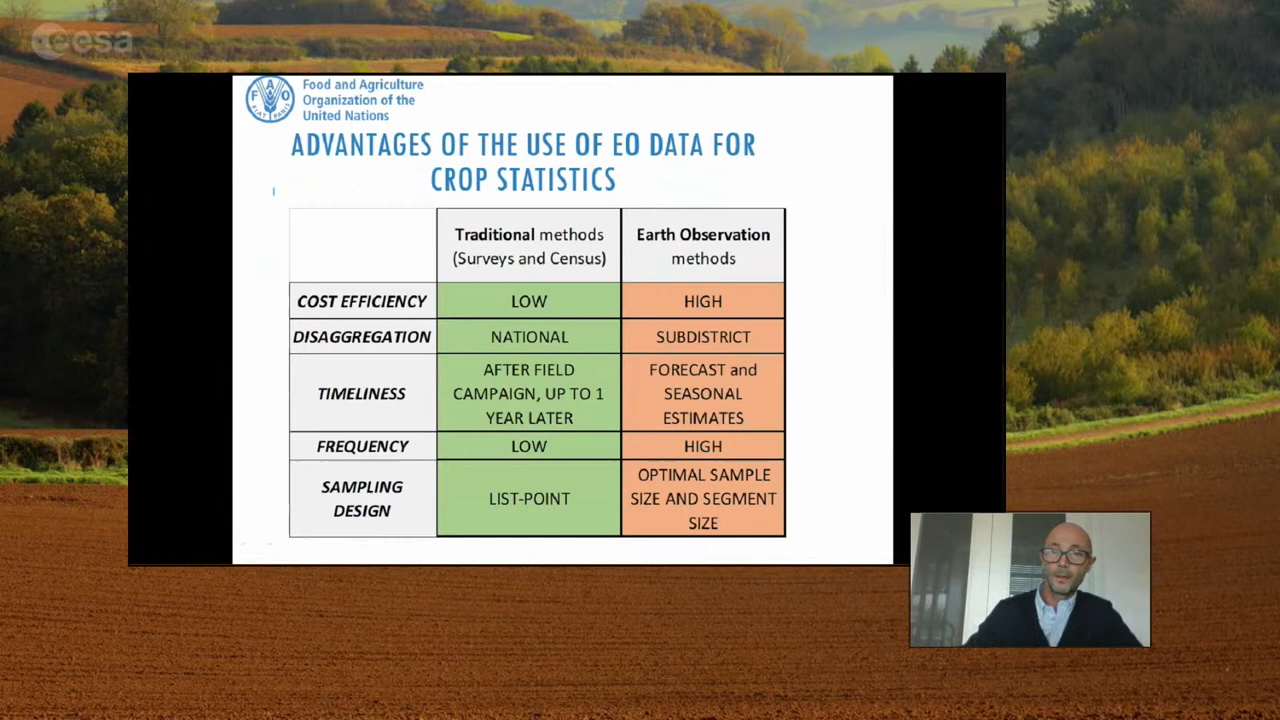 esa
Food and Agriculture
Organization of the
United Nations
ADVANTAGES OF THE USE OF EO DATA FOR
CROP STATISTICS
Traditional methods
(Surveys and Census)
Earth Observation
methods
COST EFFICIENCY
LOW
HIGH
DISAGGREGATION
NATIONAL
SUBDISTRICT
TIMELINESS
AFTER FIELD
CAMPAIGN, UP TO 1
YEAR LATER
FORECAST and
SEASONAL
ESTIMATES
FREQUENCY
LOW
HIGH
SAMPLING
DESIGN
LIST-POINT
OPTIMAL SAMPLE
SIZE AND SEGMENT
SIZE